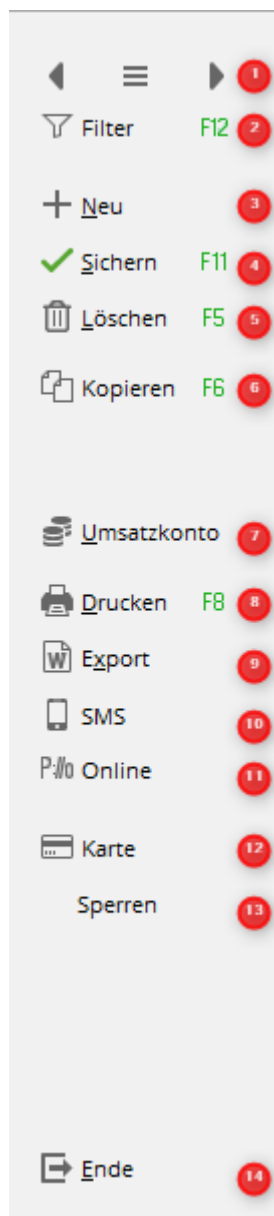 1
Filter F12 2
Neu 3
Sichern F11 4
Löschen F5 5
Kopieren F6 6
Umsatzkonto 7
Drucken F8 8
W Export 9
SMS 10
P:// Online 11
Karte 12
Sperren 13
Ende 14